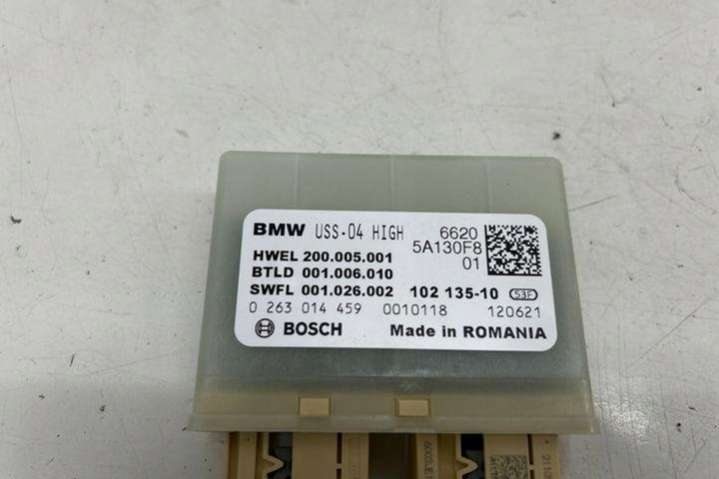 BMW USS-04 HIGH 6620
5A130F8
HWEL 200.005.001 01
BTLD 001.006.010
SWFL 001.026.002 102 135-10 S3F
0 263 014 459 0010118 120621
BOSCH Made in ROMANIA